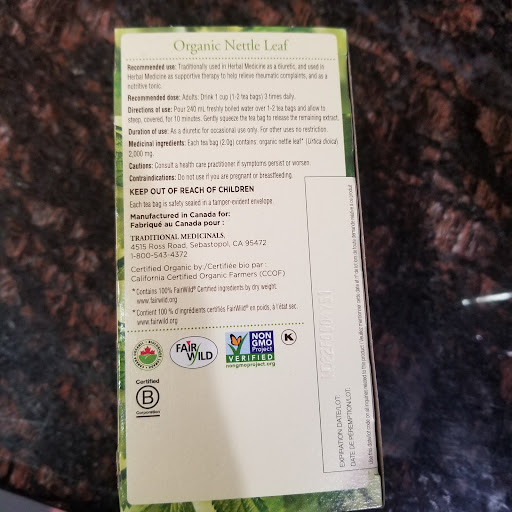 Organic Nettle Leaf
Recommended use: Traditionally used in Herbal Medicine as a diuretic, and used in
Herbal Medicine as supportive therapy to help relieve rheumatic complaints, and as a
nutritive tonic.
Recommended dose: Adults: Drink 1 cup (1-2 tea bags) 3 times daily.
Directions of use: Pour 240 mL freshly boiled water over 1-2 tea bags and allow to
steep, covered, for 10 minutes. Gently squeeze the tea bag to release the remaining extract.
Duration of use: As a diuretic for occasional use only. For other uses no restriction.
Medicinal ingredients: Each tea bag (2.0g) contains: organic nettle leaf* (Urtica dioica)
2,000 mg.
Cautions: Consult a health care practitioner if symptoms persist or worsen.
Contraindications: Do not use if you are pregnant or breastfeeding.
KEEP OUT OF REACH OF CHILDREN
Each tea bag is safety sealed in a tamper-evident envelope.
Manufactured in Canada for:
Fabriqué au Canada pour :
TRADITIONAL MEDICINALS,
4515 Ross Road, Sebastopol, CA 95472
1-800-543-4372
Certified Organic by:/Certifiée bio par :
California Certified Organic Farmers (CCOF)
*Contains 100% FairWild® Certified ingredients by dry weight.
www.fairwild.org
*Contient 100 % d'ingrédients certifiés FairWild® en poids, à l'état sec.
www.fairwild.org
FAIR
WILD
NON
GMO
Project
VERIFIED
nongmoproject.org
K
Certified
B
Corporation
EXPIRATION DATE/LOT:
DATE DE PÉREMPTION/LOT: